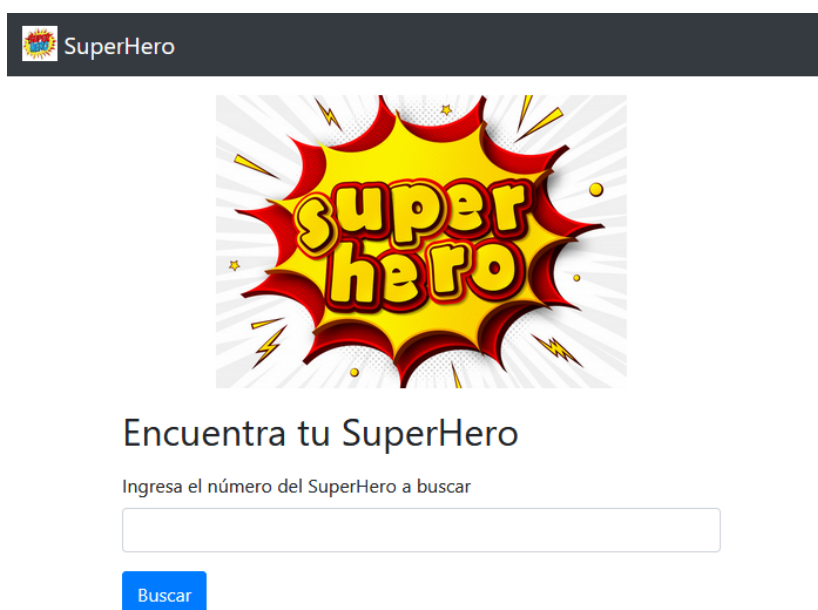 SuperHero
super
hero
Encuentra tu SuperHero
Ingresa el número del SuperHero a buscar
Buscar